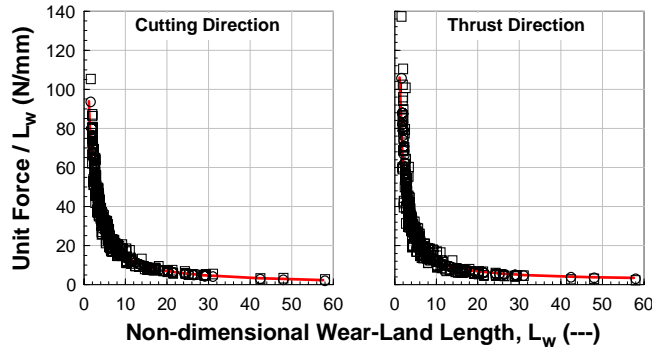 Cutting Direction
Thrust Direction
140
120
100
80
60
40
20
0
Unit Force / Lw (N/mm)
0 10 20 30 40 50 60
0 10 20 30 40 50 60
Non-dimensional Wear-Land Length, Lw (---)